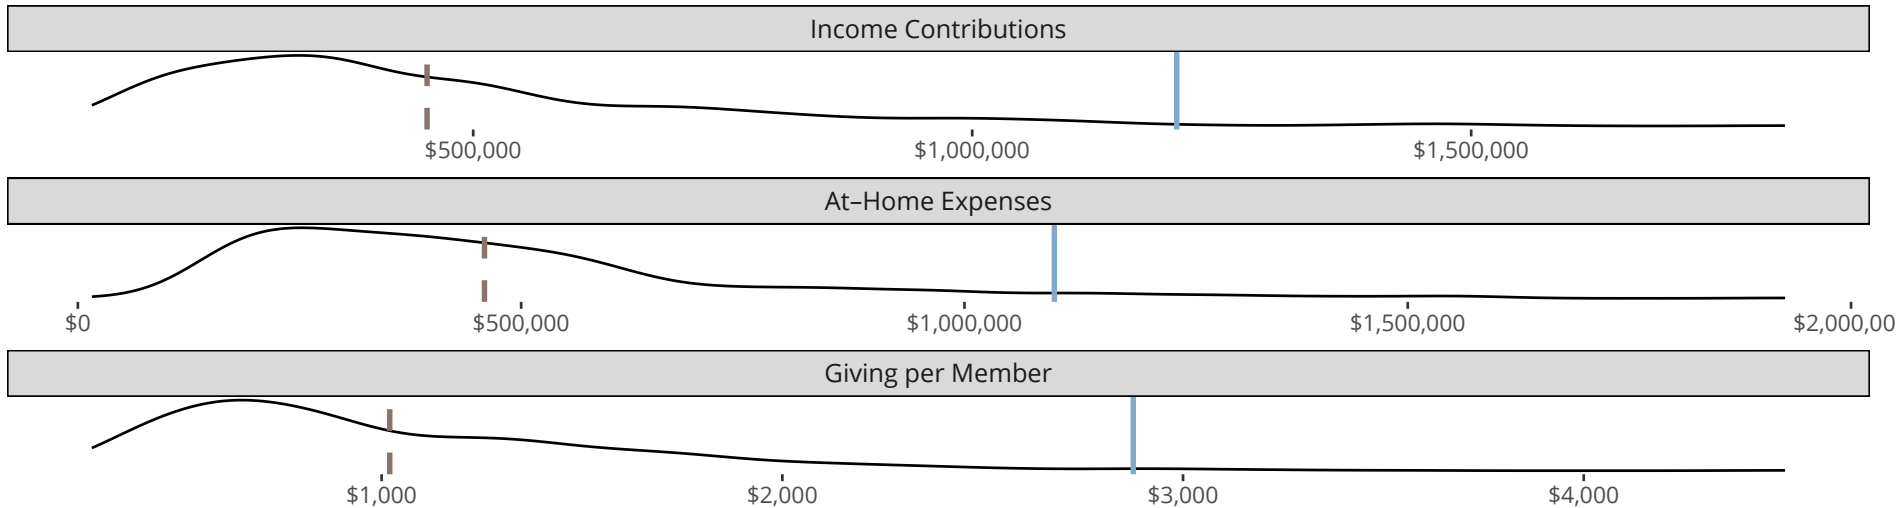 Income Contributions
$500,000 $1,000,000 $1,500,000
At–Home Expenses
$0 $500,000 $1,000,000 $1,500,000 $2,000,00
Giving per Member
$1,000 $2,000 $3,000 $4,000